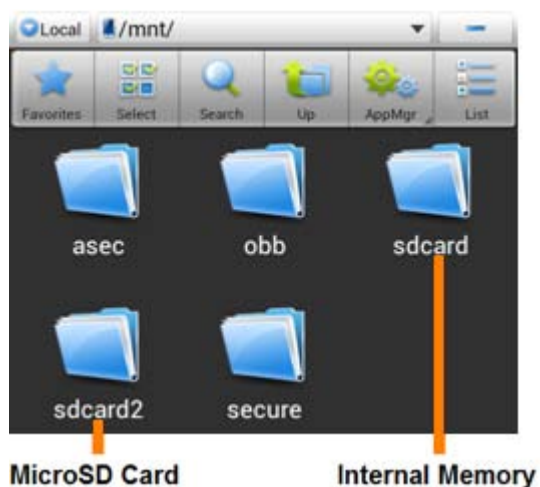 Local /mnt/
Favorites Select Search Up AppMgr List
asec obb sdcard
sdcard2 secure
MicroSD Card Internal Memory